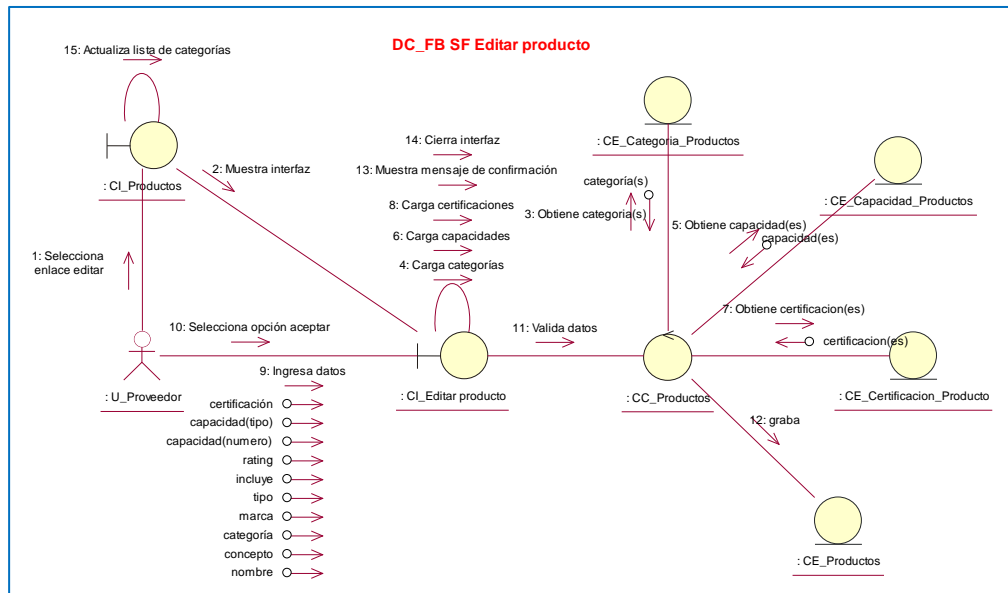 DC_FB SF Editar producto
15: Actualiza lista de categorías
: CI_Productos
2: Muestra interfaz
14: Cierra interfaz
13: Muestra mensaje de confirmación
8: Carga certificaciones
6: Carga capacidades
4: Carga categorías
: CE_Categoria_Productos
categoría(s)
3: Obtiene categoria(s)
: CE_Capacidad_Productos
5: Obtiene capacidad(es)
capacidad(es)
1: Selecciona
enlace editar
10: Selecciona opción aceptar
11: Valida datos
7: Obtiene certificacion(es)
certificacion(es)
: U_Proveedor
: CI_Editar producto
: CC_Productos
: CE_Certificacion_Producto
9: Ingresa datos
certificación
capacidad(tipo)
capacidad(numero)
rating
incluye
tipo
marca
categoría
concepto
nombre
12: graba
: CE_Productos